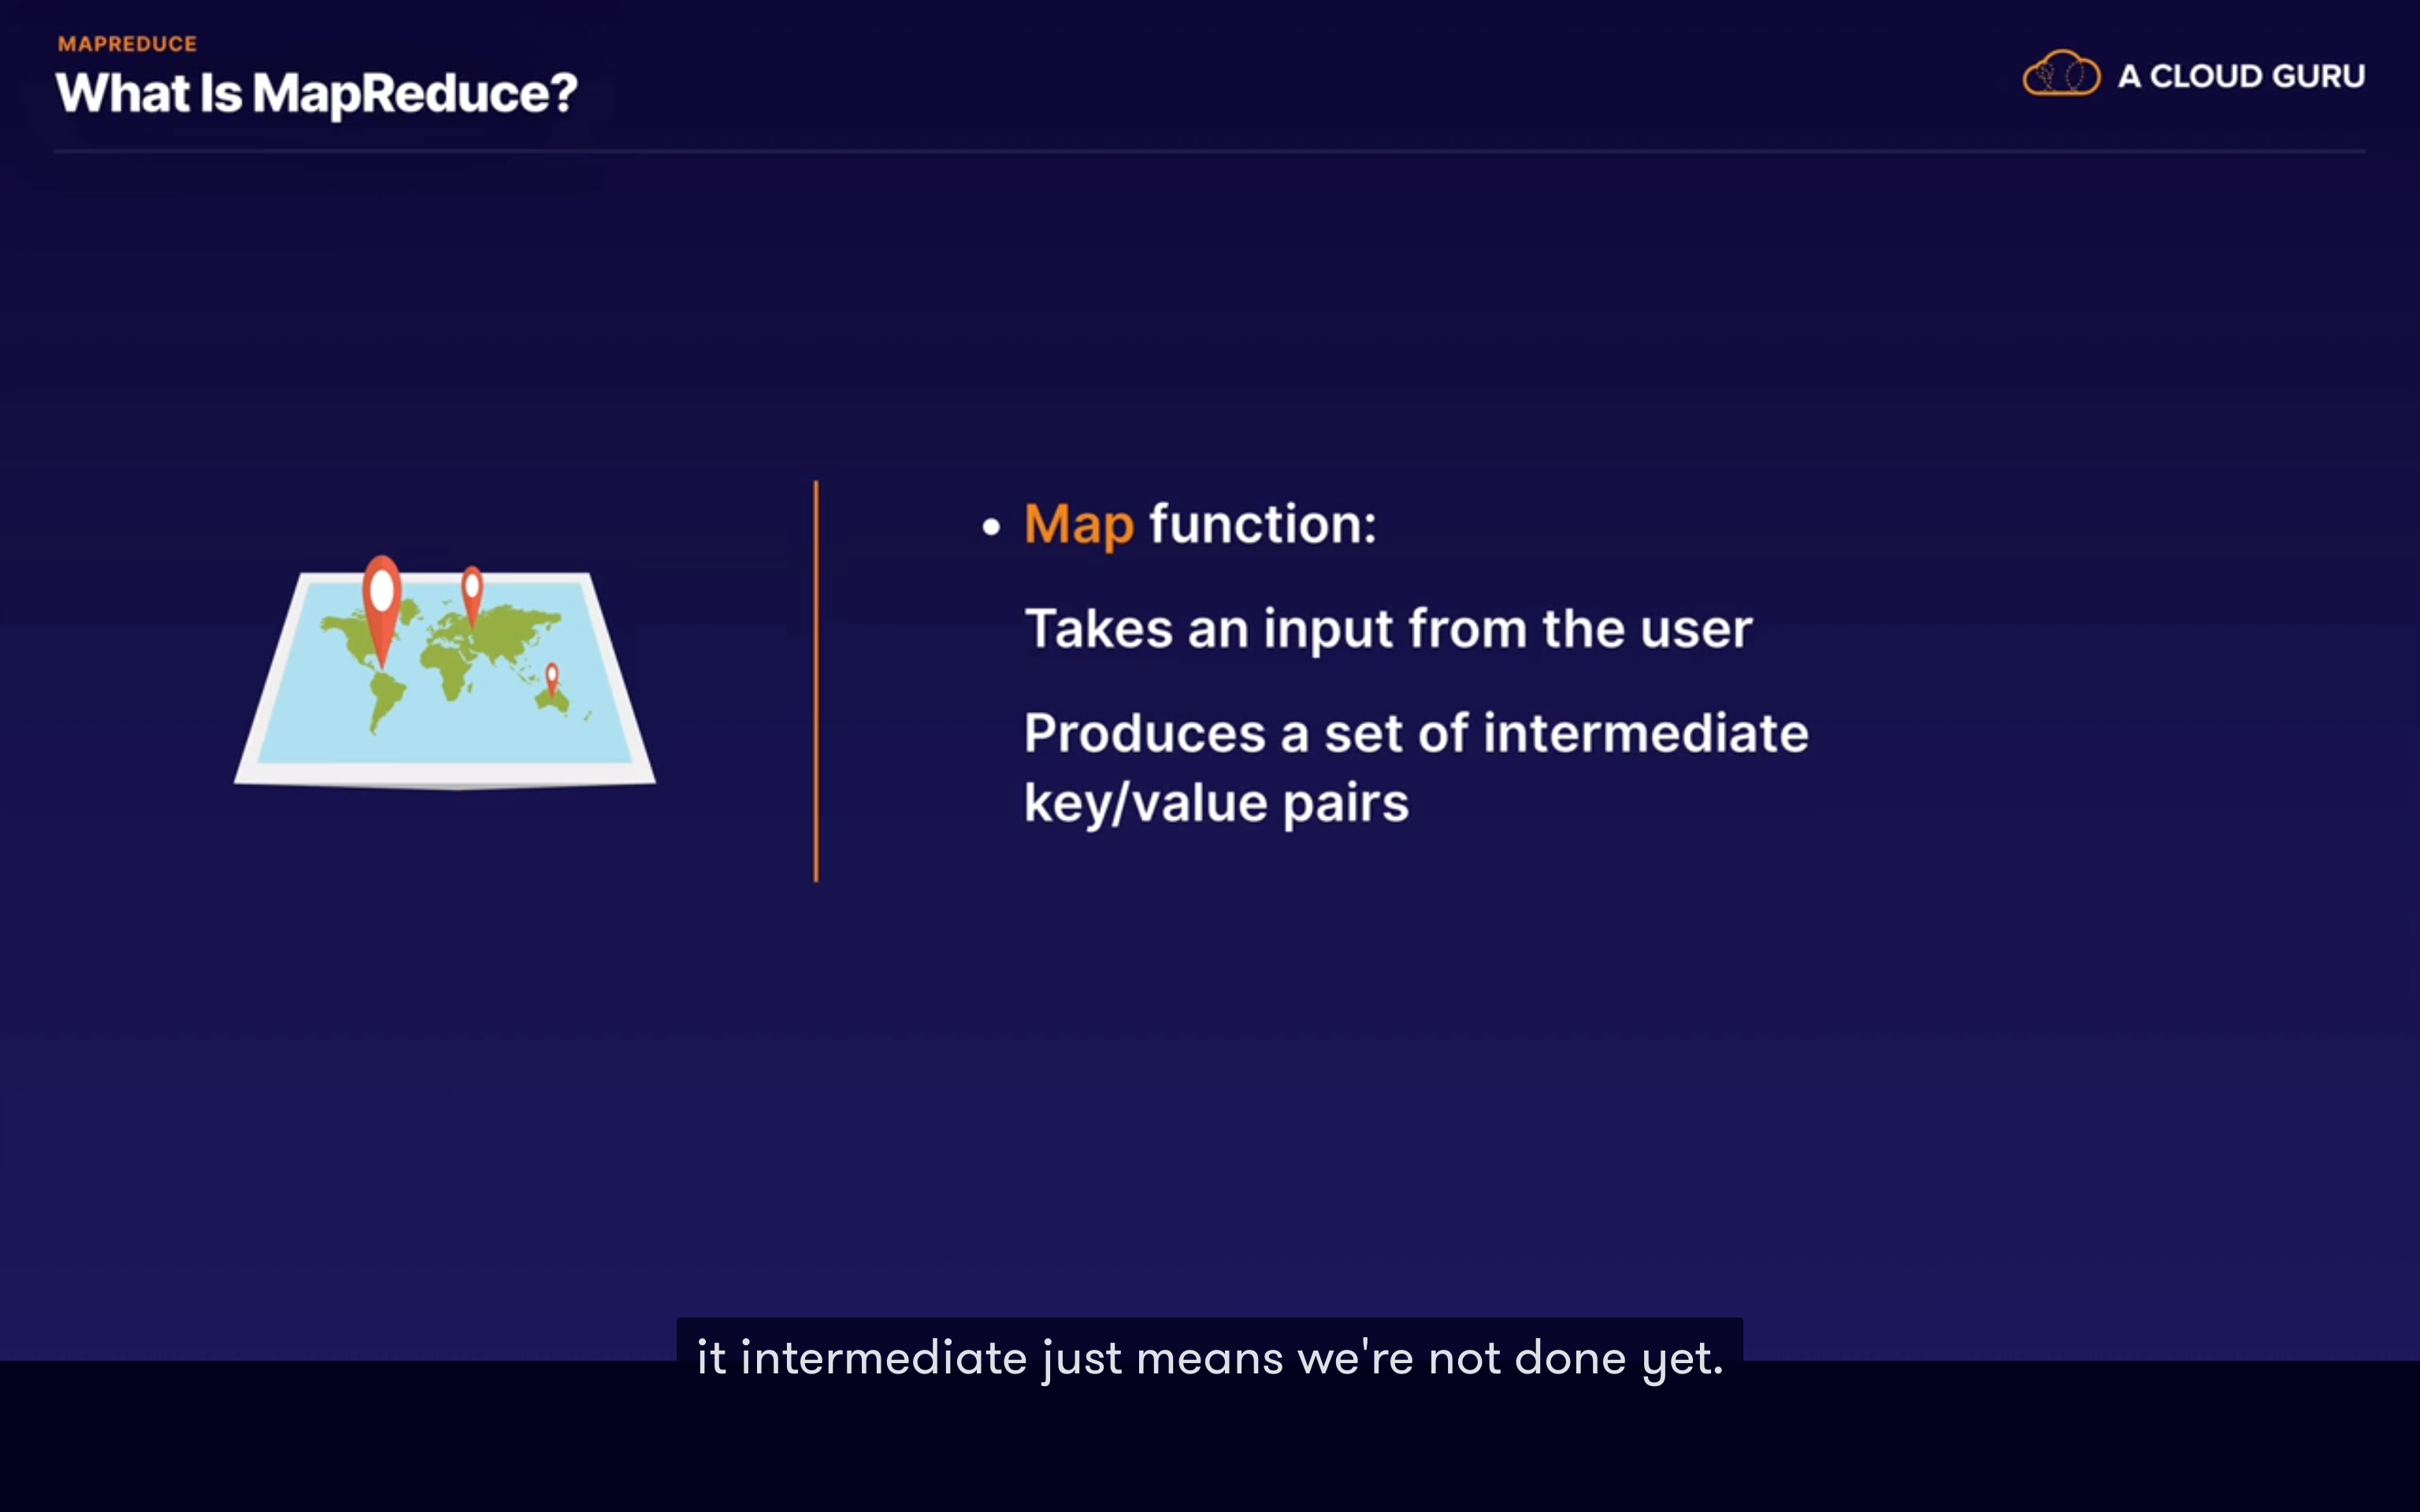 MAPREDUCE
What Is MapReduce?
A CLOUD GURU
• Map function:
Takes an input from the user
Produces a set of intermediate
key/value pairs
it intermediate just means we're not done yet.